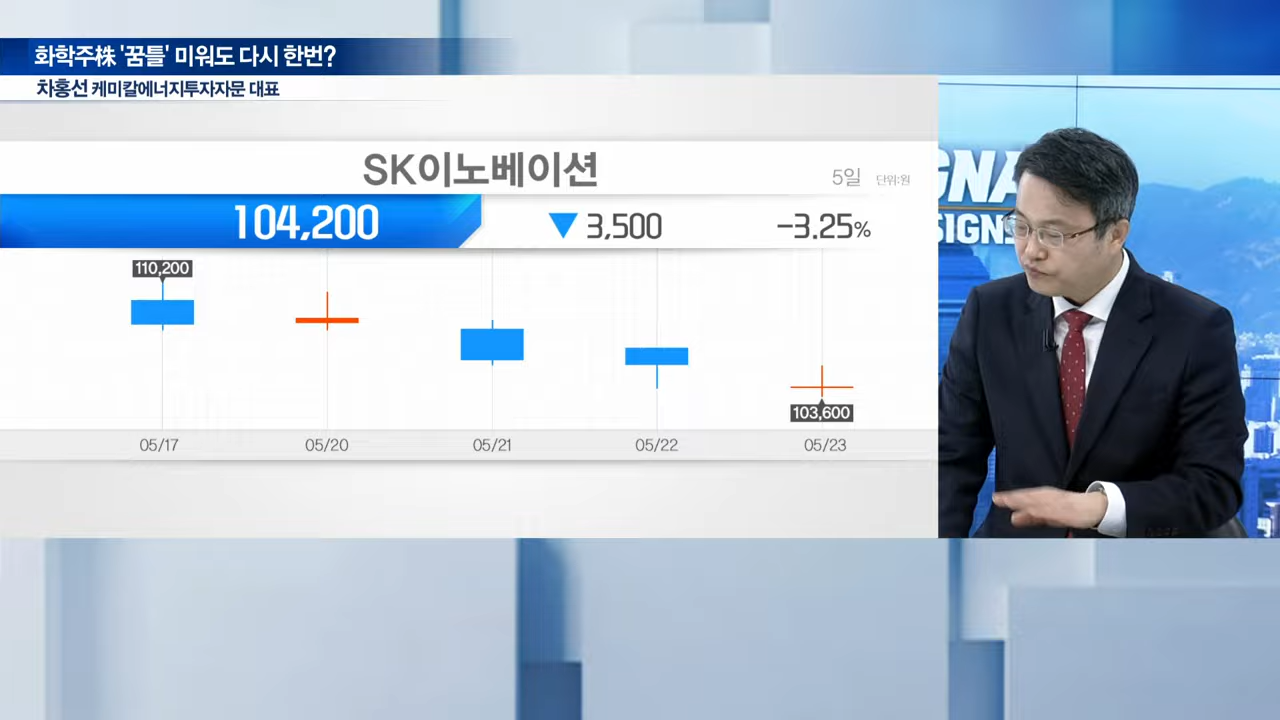 화학주株 '꿈틀' 미워도 다시 한번?
차홍선 케미칼에너지투자자문 대표
SK이노베이션
5일 단위:원
104,200 ▼ 3,500 -3.25%
110,200
103,600
05/17 05/20 05/21 05/22 05/23
GNA
SIGNS